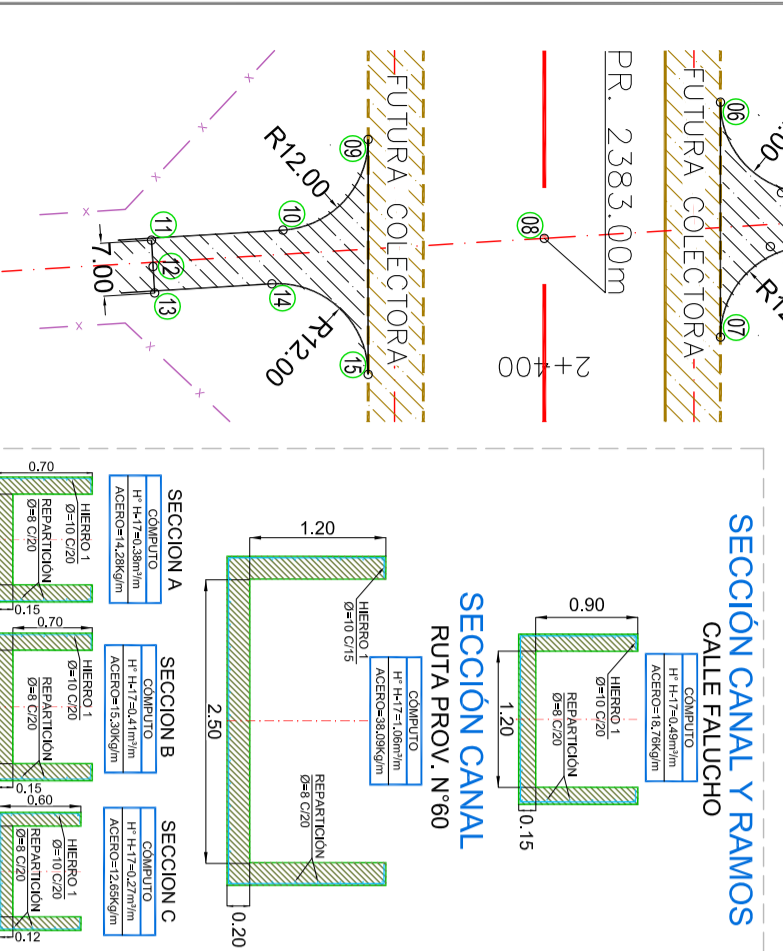 FUTURA COLECTORA
FUTURA COLECTORA
PR. 2383.00m
2+400
06
07
08
09
10
11
12
13
14
15
R12.00
R12.00
7.00
SECCIÓN CANAL Y RAMOS
CALLE FALUCHO
CÓMPUTO
H° H-17=0,49m³/m
ACERO=18,76Kg/m
0.90
HIERRO 1
Ø=10 C/20
REPARTICIÓN
Ø=8 C/20
1.20
0.15
SECCIÓN CANAL
RUTA PROV. N°60
CÓMPUTO
H° H-17=1,06m³/m
ACERO=38,09Kg/m
1.20
HIERRO 1
Ø=10 C/15
REPARTICIÓN
Ø=8 C/20
2.50
0.20
SECCION A
CÓMPUTO
H° H-17=0,38m³/m
ACERO=14,28Kg/m
0.70
HIERRO 1
Ø=10 C/20
REPARTICIÓN
Ø=8 C/20
0.15
SECCION B
CÓMPUTO
H° H-17=0,41m³/m
ACERO=15,30Kg/m
0.70
HIERRO 1
Ø=10 C/20
REPARTICIÓN
Ø=8 C/20
0.15
SECCION C
CÓMPUTO
H° H-17=0,27m³/m
ACERO=12,65Kg/m
0.60
HIERRO 1
Ø=10 C/20
REPARTICIÓN
Ø=8 C/20
0.12